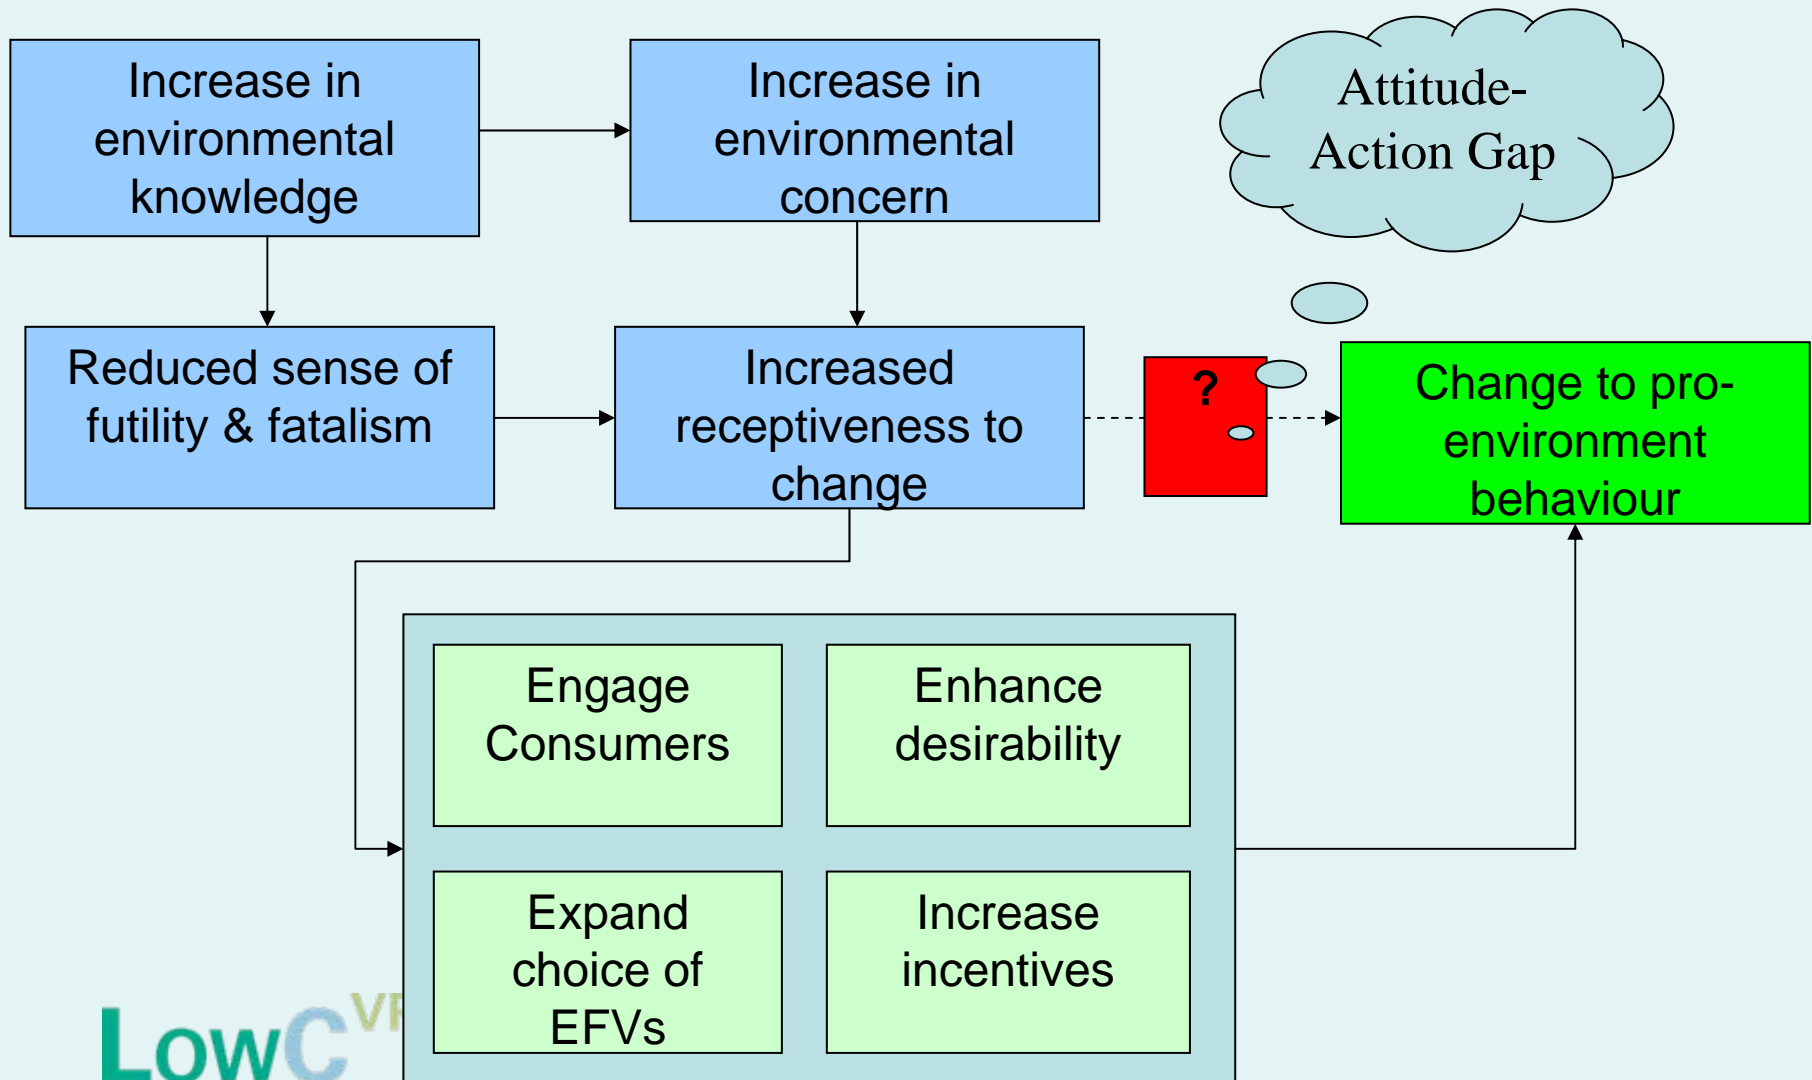 Increase in
environmental
knowledge
Increase in
environmental
concern
Attitude-
Action Gap
Reduced sense of
futility & fatalism
Increased
receptiveness to
change
?
Change to pro-
environment
behaviour
Engage
Consumers
Enhance
desirability
Expand
choice of
EFVs
Increase
incentives
LowC